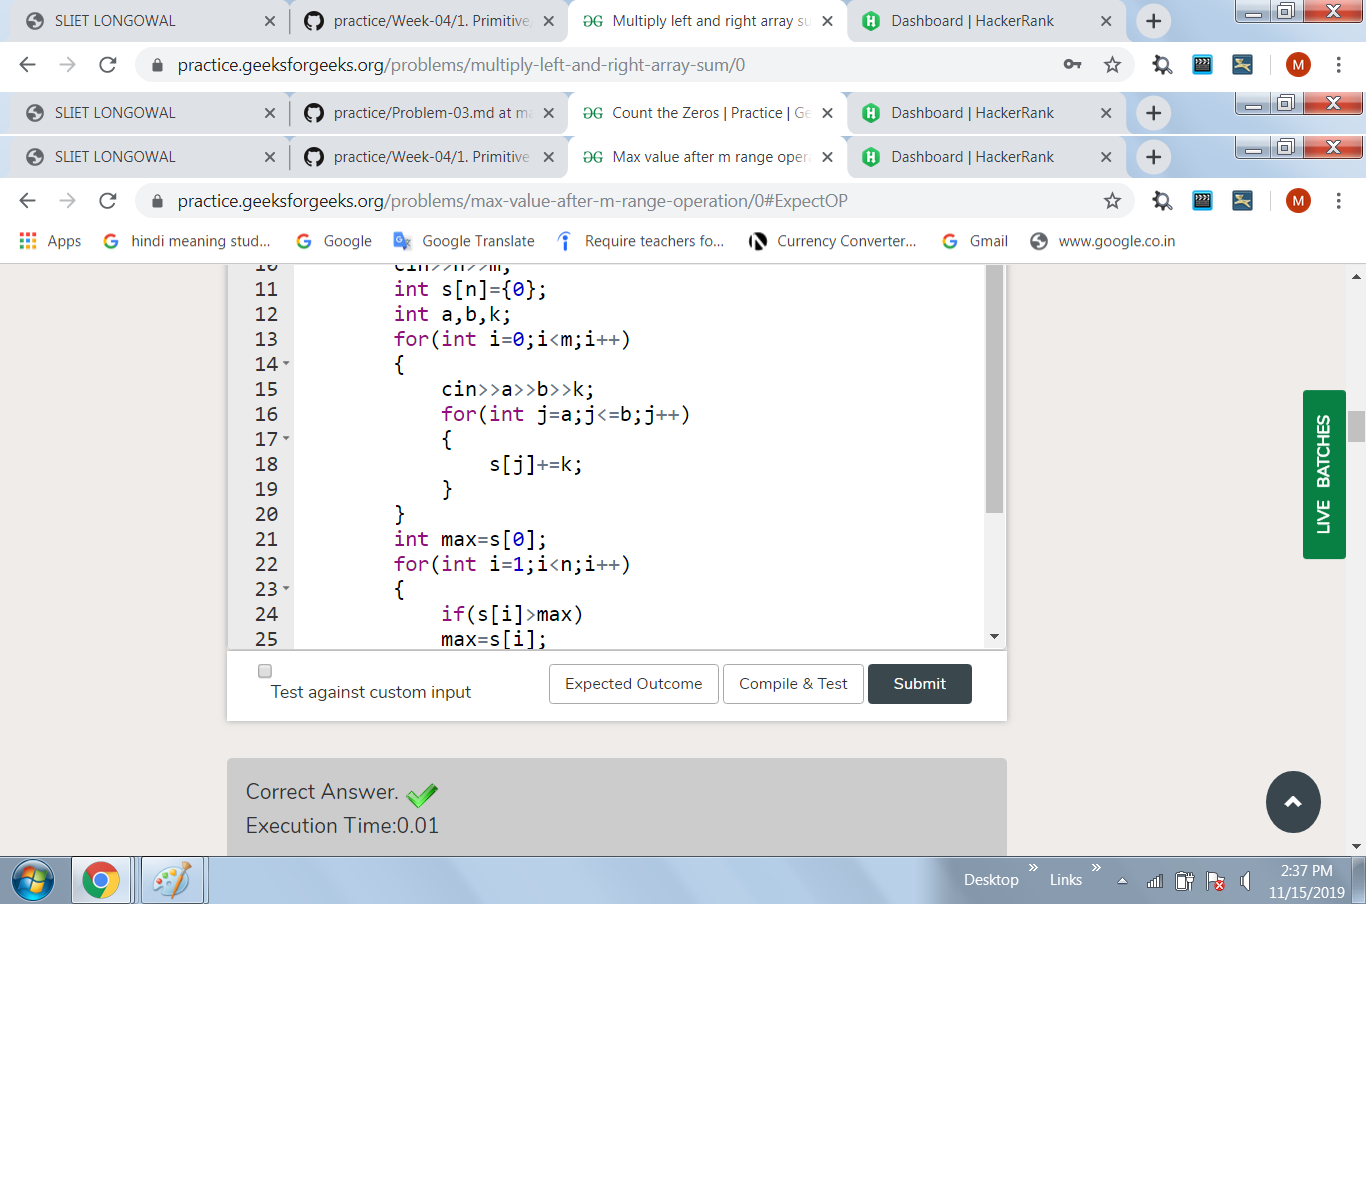 SLIET LONGOWAL practice/Week-04/1. Primitive Multiply left and right array su Dashboard | HackerRank
practice.geeksforgeeks.org/problems/multiply-left-and-right-array-sum/0 M
SLIET LONGOWAL practice/Problem-03.md at ma Count the Zeros | Practice | Ge Dashboard | HackerRank
SLIET LONGOWAL practice/Week-04/1. Primitive Max value after m range oper Dashboard | HackerRank
practice.geeksforgeeks.org/problems/max-value-after-m-range-operation/0#ExpectOP M
Apps hindi meaning stud... Google Google Translate Require teachers fo... Currency Converter... Gmail www.google.co.in
10 cin>>n>>m;
11 int s[n]={0};
12 int a,b,k;
13 for(int i=0;i<m;i++)
14 {
15 cin>>a>>b>>k;
16 for(int j=a;j<=b;j++)
17 {
18 s[j]+=k;
19 }
20 }
21 int max=s[0];
22 for(int i=1;i<n;i++)
23 {
24 if(s[i]>max)
25 max=s[i];
LIVE BATCHES
Test against custom input Expected Outcome Compile & Test Submit
Correct Answer.
Execution Time:0.01
Desktop Links 2:37 PM
11/15/2019